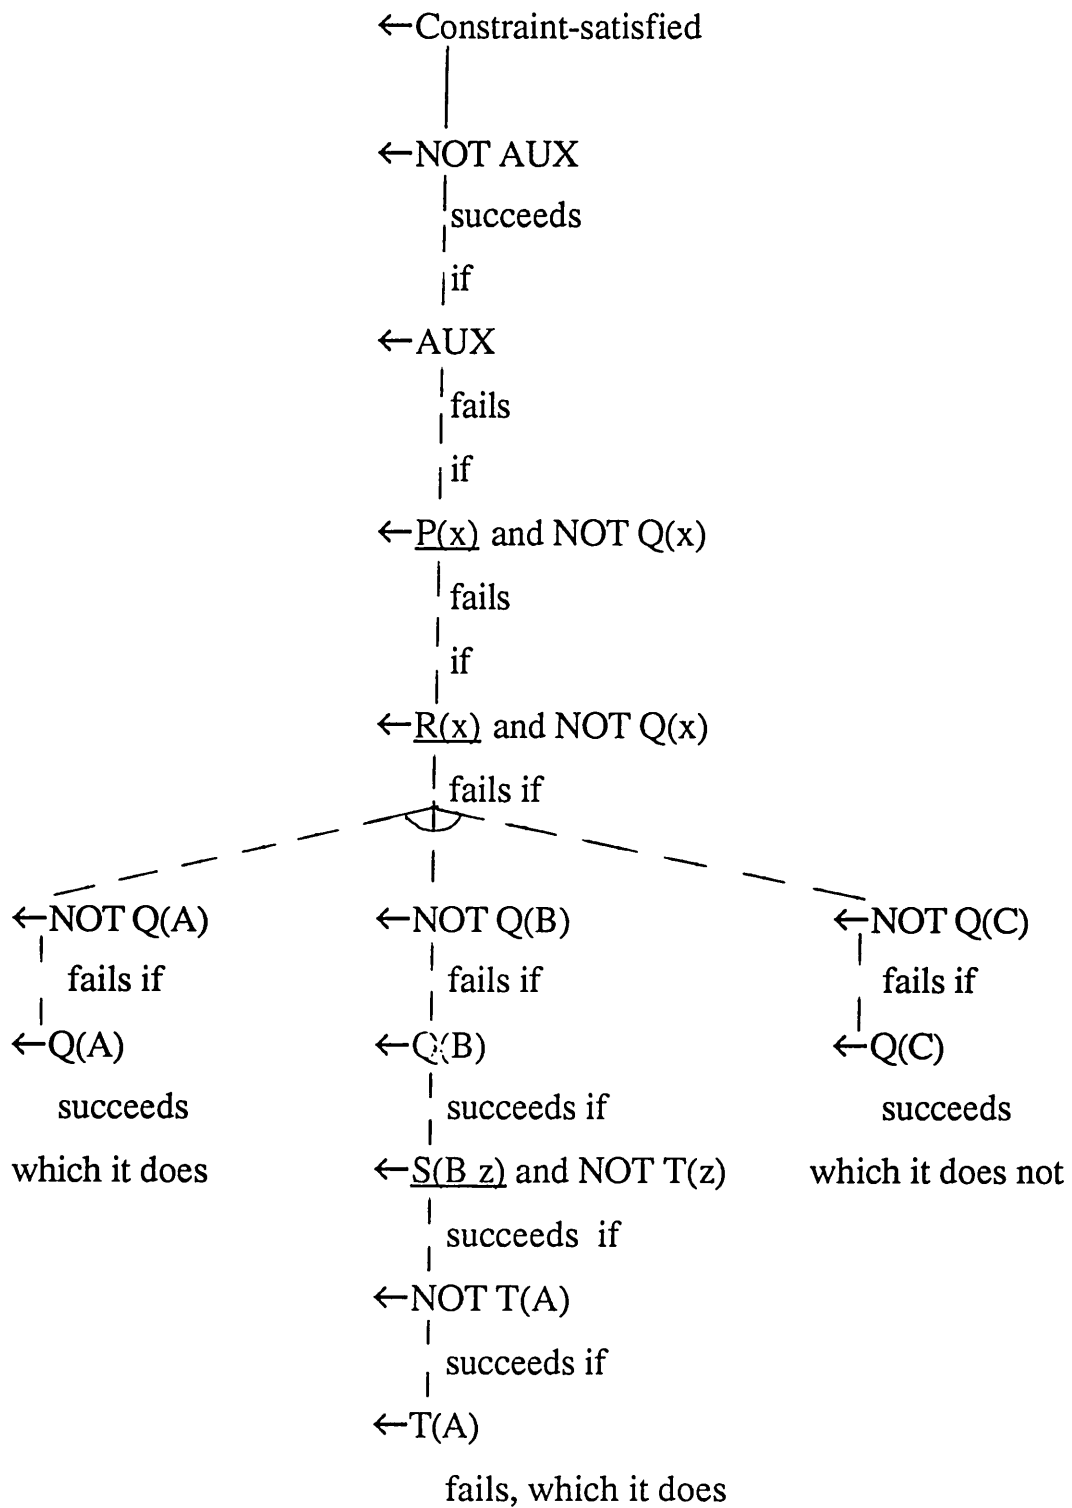 ←Constraint-satisfied
←NOT AUX
succeeds
if
←AUX
fails
if
←P(x) and NOT Q(x)
fails
if
←R(x) and NOT Q(x)
fails if
←NOT Q(A)
←NOT Q(B)
←NOT Q(C)
fails if
fails if
fails if
←Q(A)
←Q(B)
←Q(C)
succeeds
succeeds if
succeeds
which it does
←S(B z) and NOT T(z)
which it does not
succeeds if
←NOT T(A)
succeeds if
←T(A)
fails, which it does